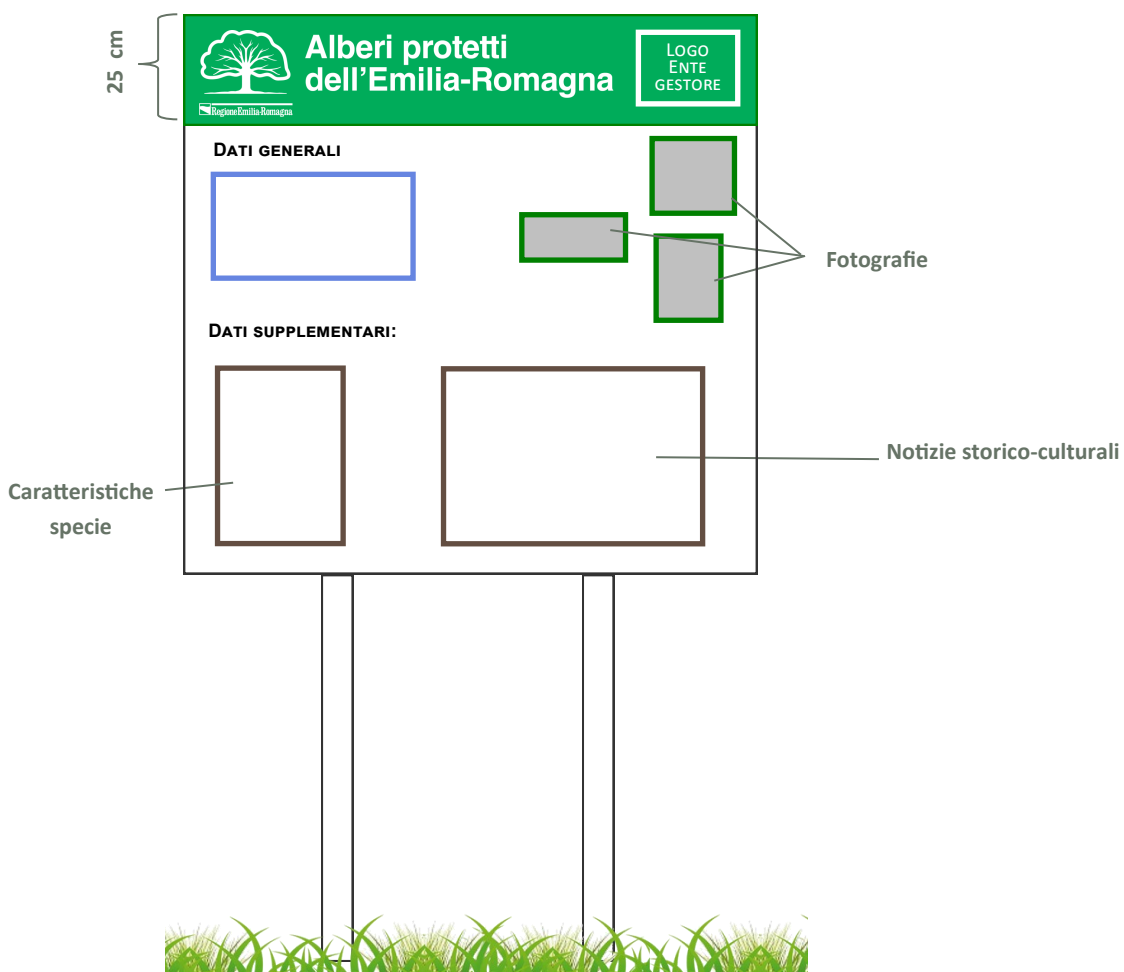 25 cm
Alberi protetti
dell'Emilia-Romagna
LOGO
ENTE
GESTORE
RegioneEmilia-Romagna
DATI GENERALI
Fotografie
DATI SUPPLEMENTARI:
Notizie storico-culturali
Caratteristiche
specie